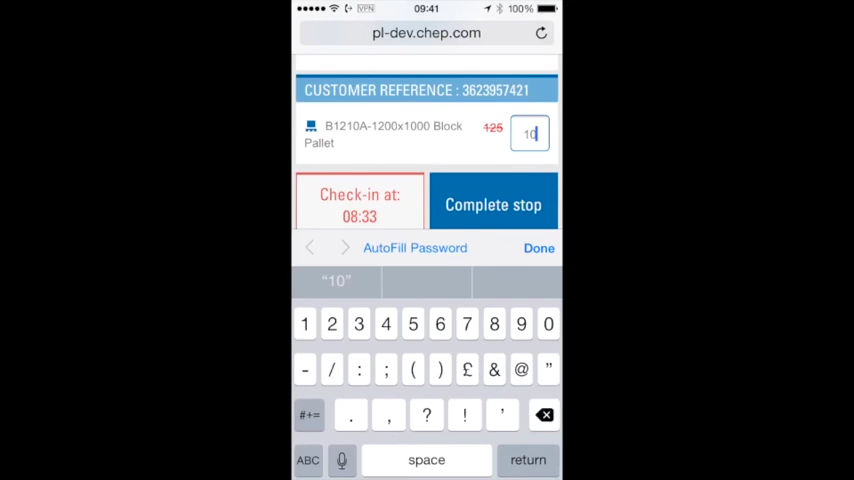 VPN 09:41 100%
pl-dev.chep.com
CUSTOMER REFERENCE : 3623957421
B1210A-1200x1000 Block Pallet
125 10
Check-in at:
08:33
Complete stop
AutoFill Password Done
“10”
1 2 3 4 5 6 7 8 9 0
- / : ; ( ) £ & @ ”
#+= . , ? ! ’
ABC space return